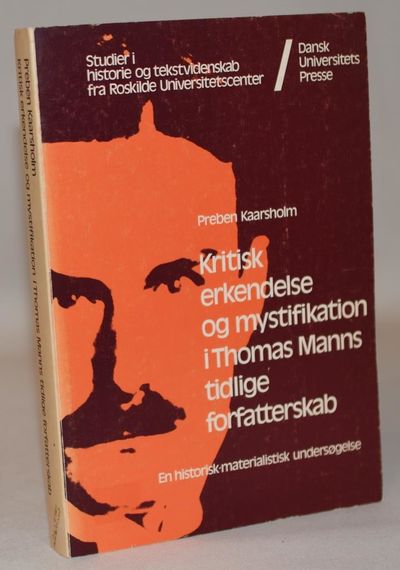 Studier i
historie og tekstvidenskab
fra Roskilde Universitetscenter
Dansk
Universitets
Presse
Preben Kaarsholm
Kritisk
erkendelse
og mystifikation
i Thomas Manns
tidlige
forfatterskab
En historisk-materialistisk undersøgelse
Preben Kaarsholm
Kritisk erkendelse og mystifikation i Thomas Manns tidlige forfatterskab